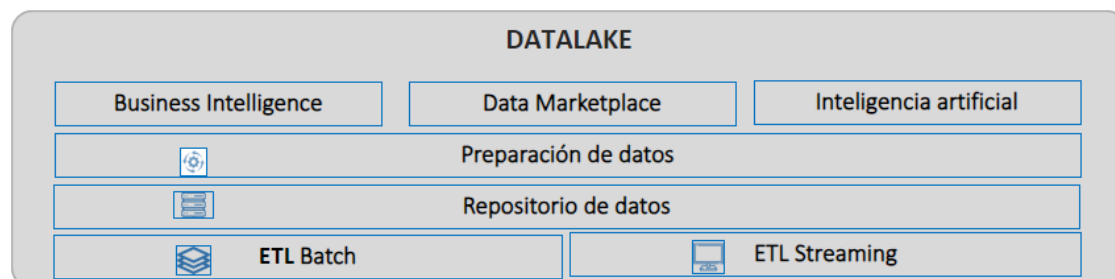 DATALAKE
Business Intelligence
Data Marketplace
Inteligencia artificial
Preparación de datos
Repositorio de datos
ETL Batch
ETL Streaming